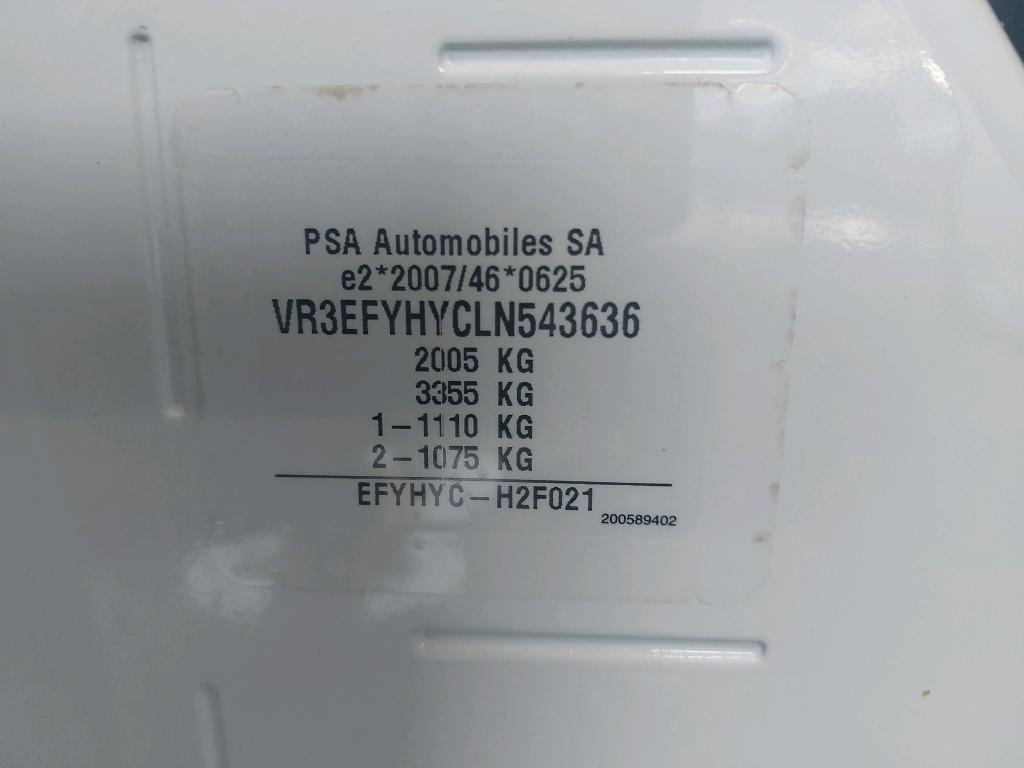 PSA Automobiles SA
e2*2007/46*0625
VR3EFYHYCLN543636
2005 KG
3355 KG
1-1110 KG
2-1075 KG
EFYHYC-H2F021
200589402